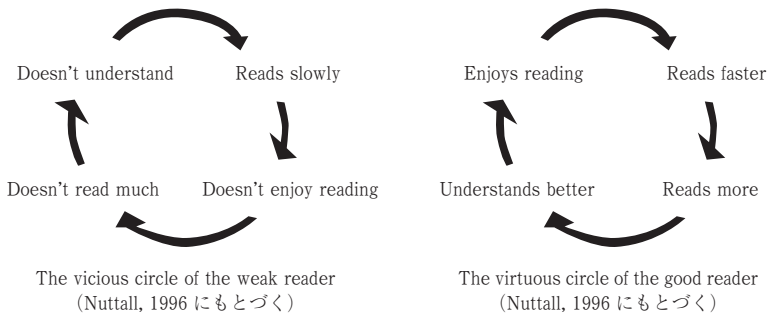 Doesn't understand
Reads slowly
Doesn't read much
Doesn't enjoy reading
The vicious circle of the weak reader
(Nuttall, 1996 にもとづく)
Enjoys reading
Reads faster
Understands better
Reads more
The virtuous circle of the good reader
(Nuttall, 1996 にもとづく)